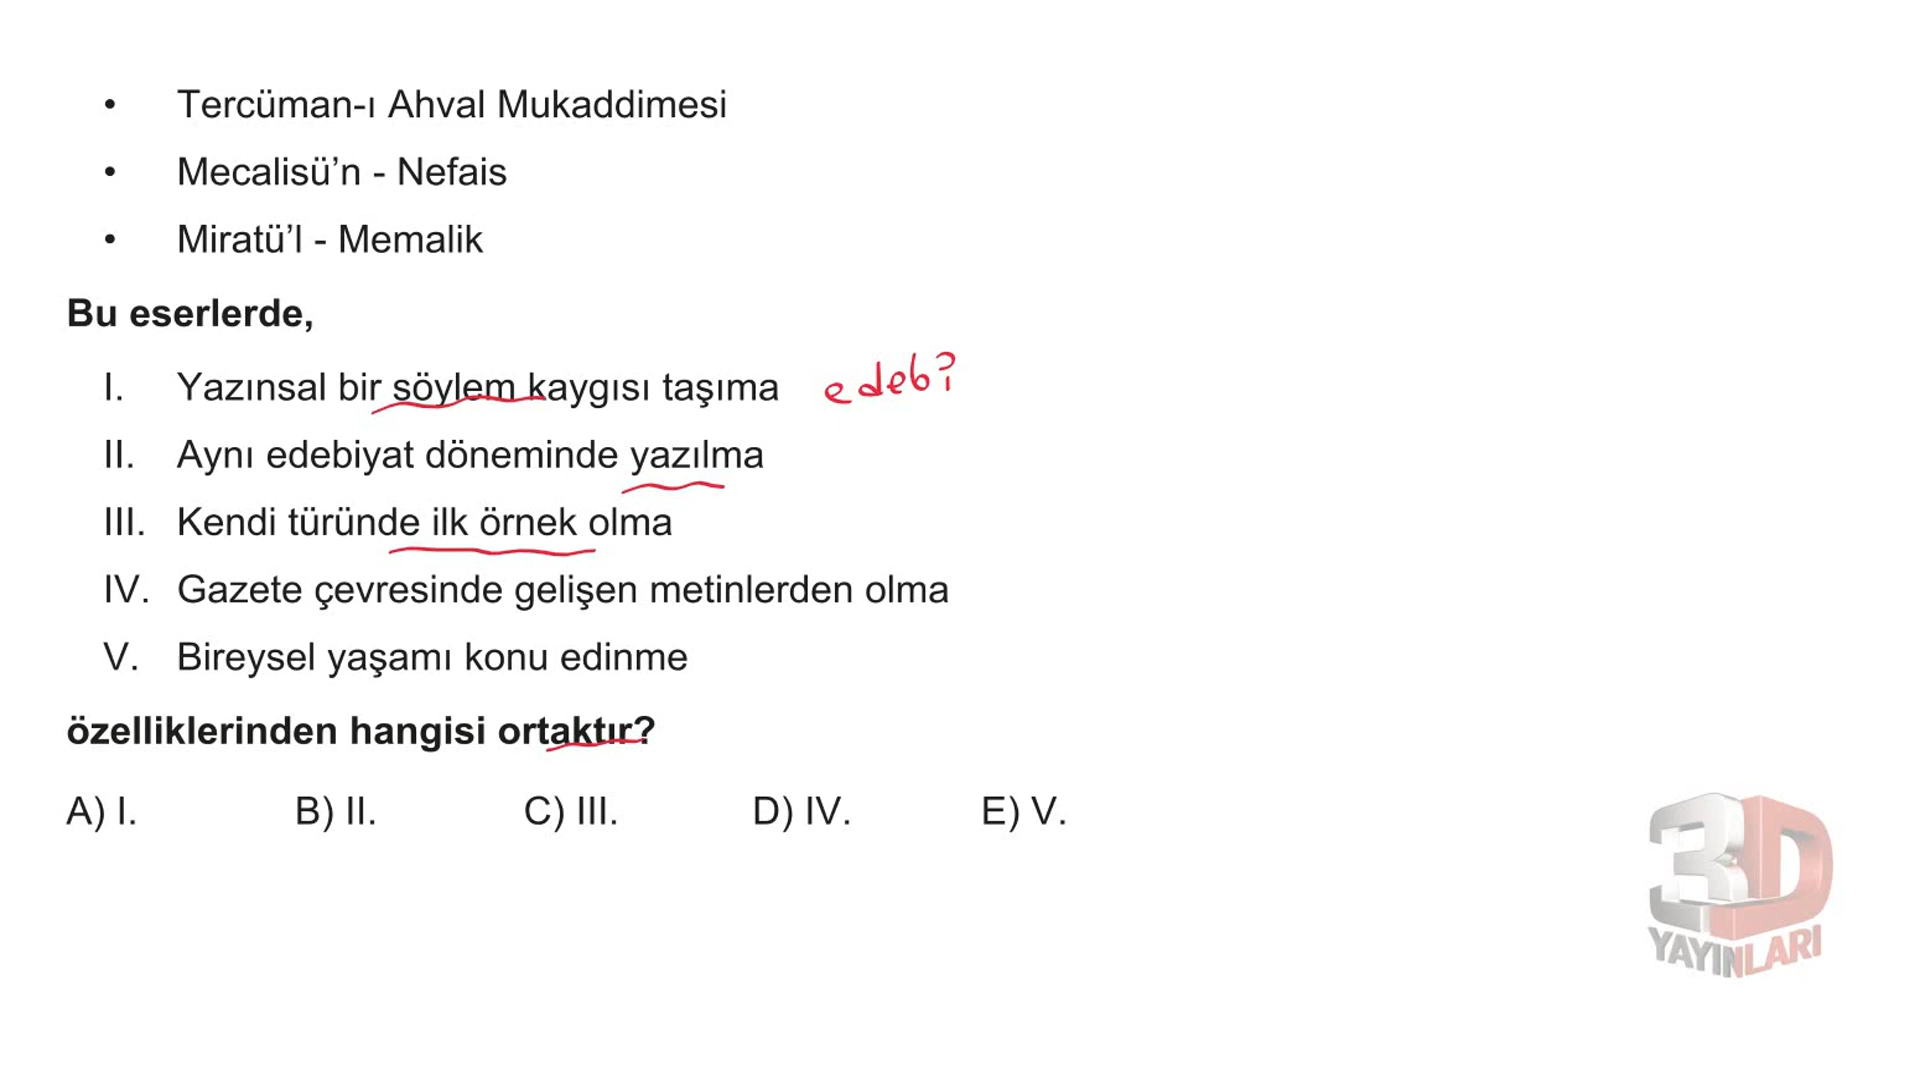 • Tercüman-ı Ahval Mukaddimesi
• Mecalisü’n - Nefais
• Miratü’l - Memalik
Bu eserlerde,
I. Yazınsal bir söylem kaygısı taşıma edebi
II. Aynı edebiyat döneminde yazılma
III. Kendi türünde ilk örnek olma
IV. Gazete çevresinde gelişen metinlerden olma
V. Bireysel yaşamı konu edinme
özelliklerinden hangisi ortaktır?
A) I. B) II. C) III. D) IV. E) V.
3D
YAYINLARI